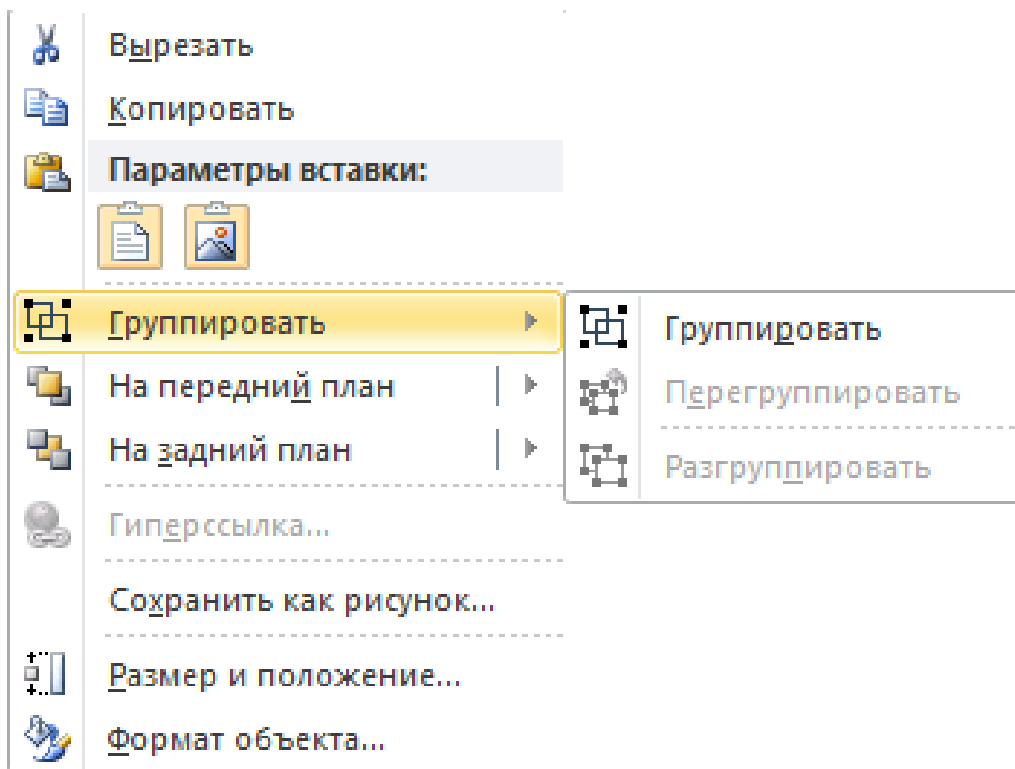 Вырезать
Копировать
Параметры вставки:
Группировать
На передний план
На задний план
Гиперссылка...
Сохранить как рисунок...
Размер и положение...
Формат объекта...
Группировать
Перегруппировать
Разгруппировать